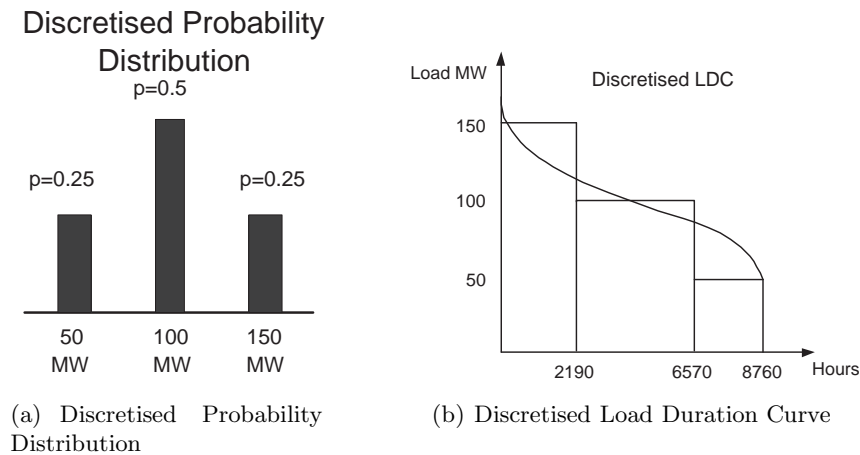 Discretised Probability
Distribution
p=0.5
p=0.25
p=0.25
50
MW
100
MW
150
MW
(a) Discretised Probability
Distribution
Load MW
Discretised LDC
150
100
50
2190
6570
8760
Hours
(b) Discretised Load Duration Curve